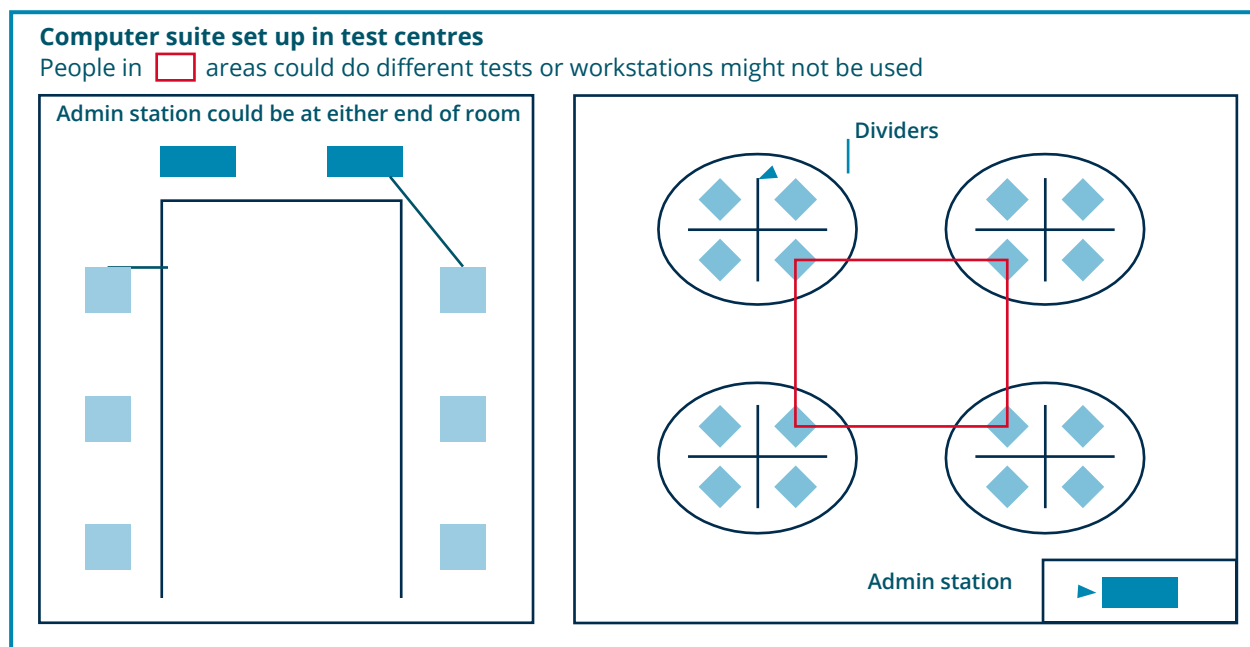 Computer suite set up in test centres
People in areas could do different tests or workstations might not be used
Admin station could be at either end of room
Dividers
Admin station